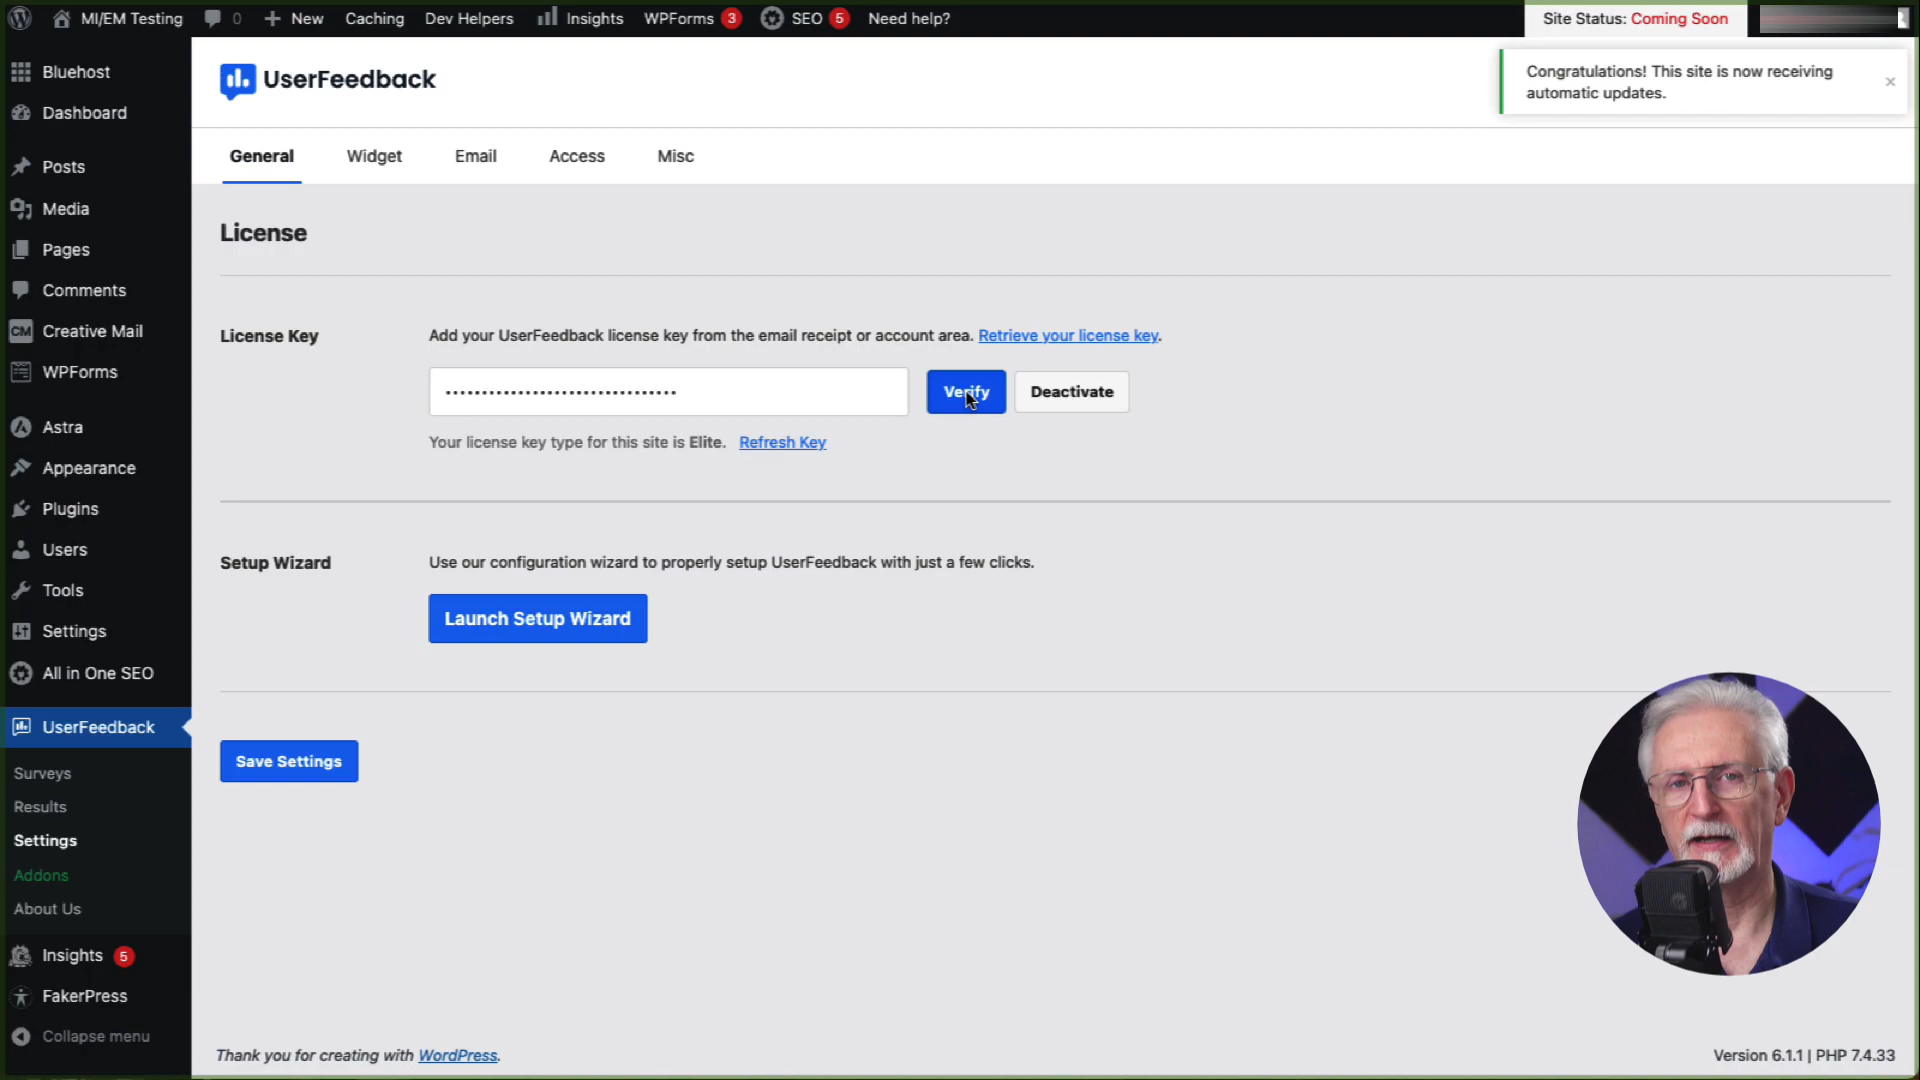 MI/EM Testing
0
New
Caching
Dev Helpers
Insights
WPForms 3
SEO 5
Need help?
Site Status: Coming Soon
Bluehost
Dashboard
Posts
Media
Pages
Comments
CM Creative Mail
WPForms
Astra
Appearance
Plugins
Users
Tools
Settings
All in One SEO
UserFeedback
Surveys
Results
Settings
Addons
About Us
Insights 5
FakerPress
Collapse menu
UserFeedback
Congratulations! This site is now receiving
automatic updates.
×
General
Widget
Email
Access
Misc
License
License Key
Add your UserFeedback license key from the email receipt or account area. Retrieve your license key.
Verify
Deactivate
Your license key type for this site is Elite. Refresh Key
Setup Wizard
Use our configuration wizard to properly setup UserFeedback with just a few clicks.
Launch Setup Wizard
Save Settings
Thank you for creating with WordPress.
Version 6.1.1 | PHP 7.4.33